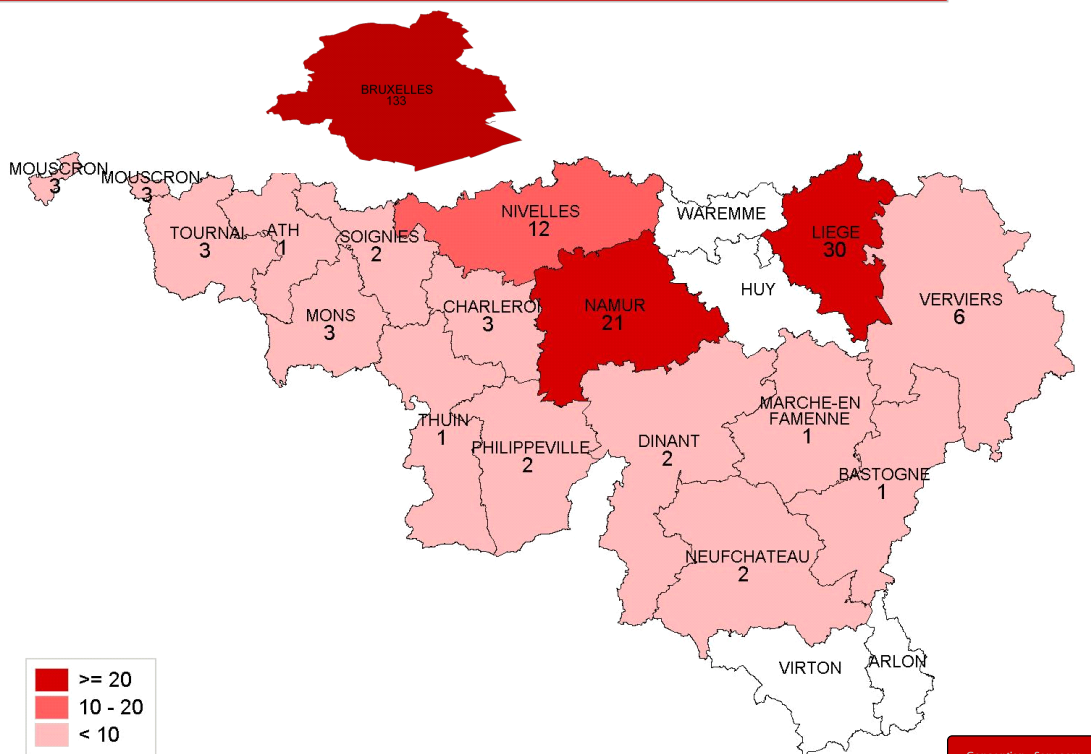 BRUXELLES
133
MOUSCRON
3
MOUSCRON
3
TOURNAI
3
ATH
1
SOIGNIES
2
NIVELLES
12
WAREMME
LIEGE
30
HUY
VERVIERS
6
MONS
3
CHARLEROI
3
NAMUR
21
MARCHE-EN
FAMENNE
1
THUIN
1
PHILIPPEVILLE
2
DINANT
2
BASTOGNE
1
NEUFCHATEAU
2
VIRTON
ARLON
>= 20
10 - 20
< 10